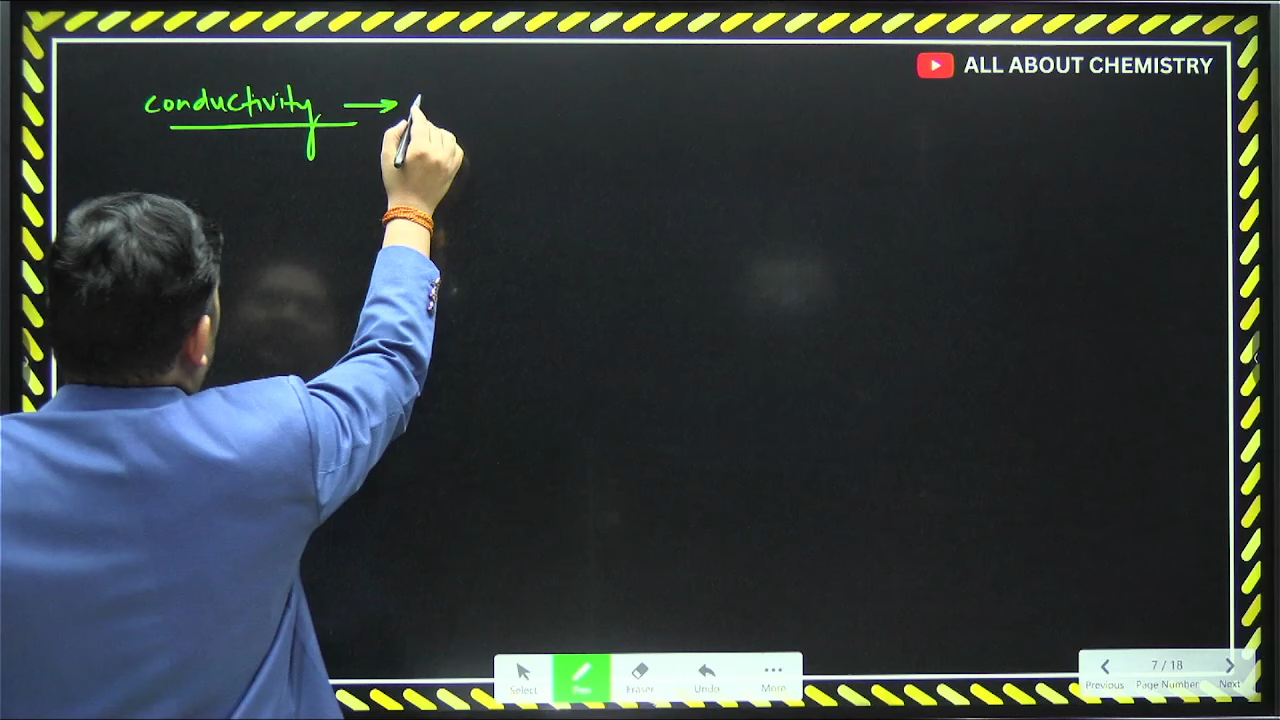 ALL ABOUT CHEMISTRY
conductivity →
Select Pen Eraser Undo More
7 / 18
Previous Page Number Next